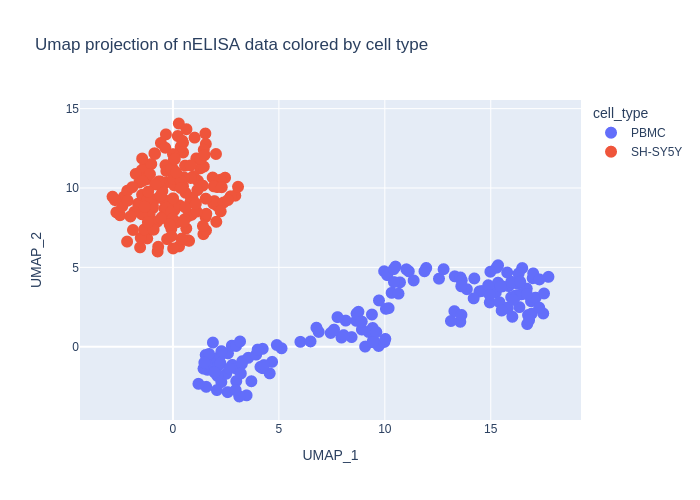 Umap projection of nELISA data colored by cell type
cell_type
PBMC
SH-SY5Y
15
10
5
0
UMAP_2
0
5
10
15
UMAP_1